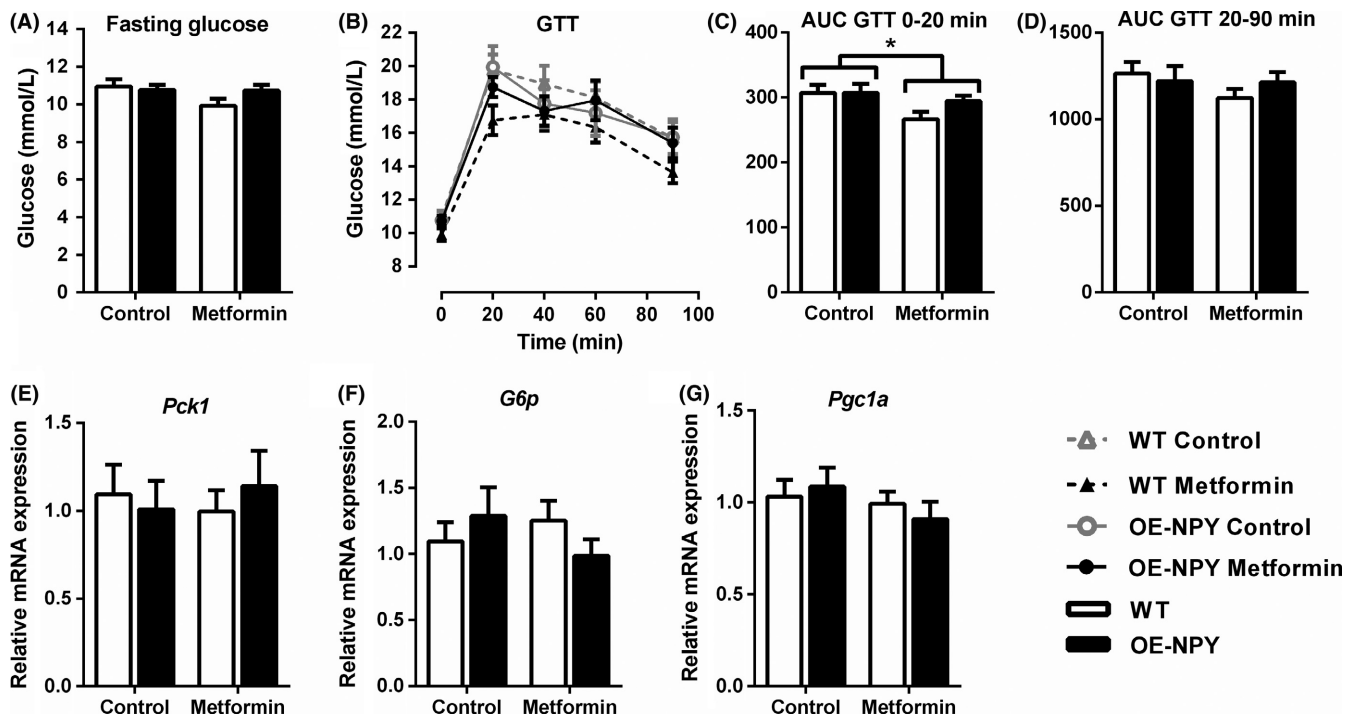 (A)
Fasting glucose
Glucose (mmol/L)
14
12
10
8
6
4
2
0
Control
Metformin
(B)
GTT
Glucose (mmol/L)
22
20
18
16
14
12
10
8
0 20 40 60 80 100
Time (min)
(C)
AUC GTT 0-20 min
400
300
200
100
0
*
Control
Metformin
(D)
AUC GTT 20-90 min
1500
1000
500
0
Control
Metformin
(E)
Pck1
Relative mRNA expression
1.5
1.0
0.5
0.0
Control
Metformin
(F)
G6p
Relative mRNA expression
2.0
1.5
1.0
0.5
0.0
Control
Metformin
(G)
Pgc1a
Relative mRNA expression
1.5
1.0
0.5
0.0
Control
Metformin
WT Control
WT Metformin
OE-NPY Control
OE-NPY Metformin
WT
OE-NPY